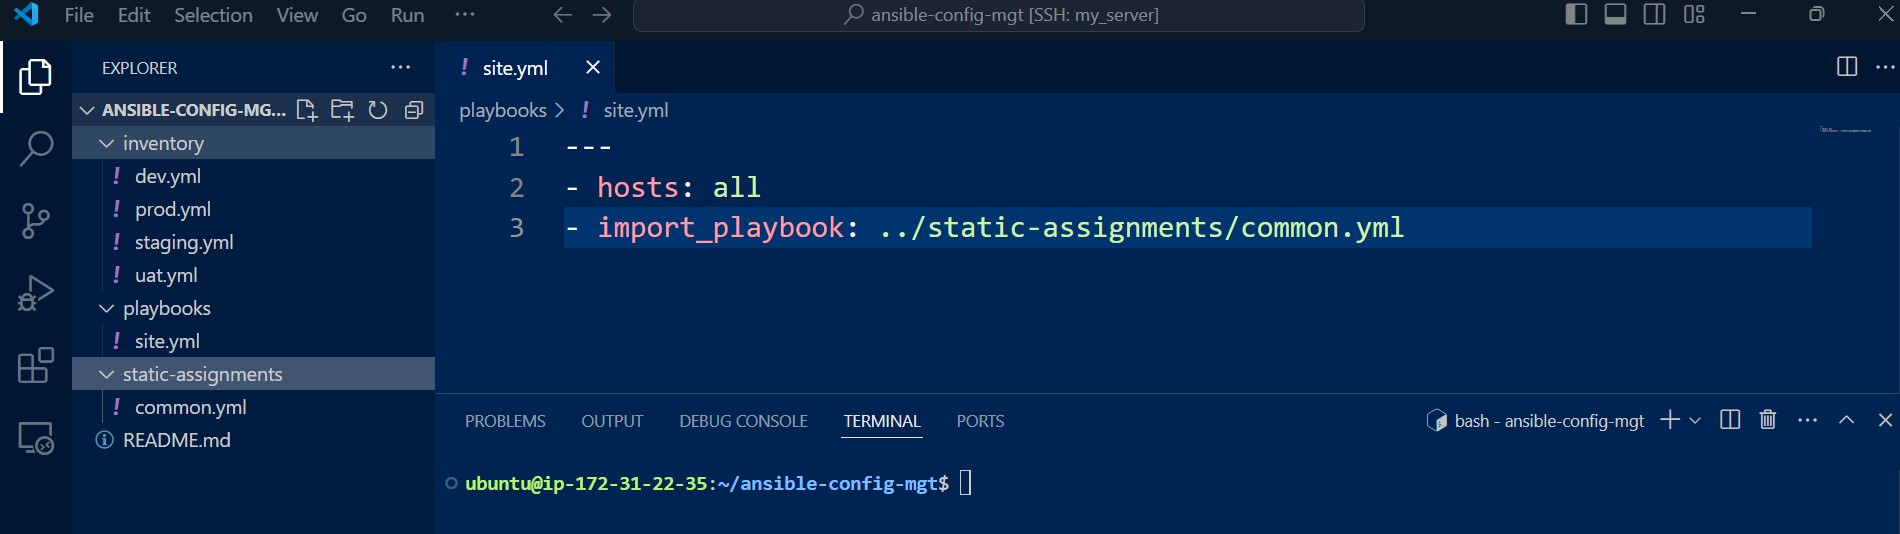 File Edit Selection View Go Run ···
ansible-config-mgt [SSH: my_server]
EXPLORER ···
ANSIBLE-CONFIG-MG...
inventory
! dev.yml
! prod.yml
! staging.yml
! uat.yml
playbooks
! site.yml
static-assignments
! common.yml
README.md
! site.yml
playbooks > ! site.yml
1 ---
2 - hosts: all
3 - import_playbook: ../static-assignments/common.yml
PROBLEMS OUTPUT DEBUG CONSOLE TERMINAL PORTS
bash - ansible-config-mgt
ubuntu@ip-172-31-22-35:~/ansible-config-mgt$